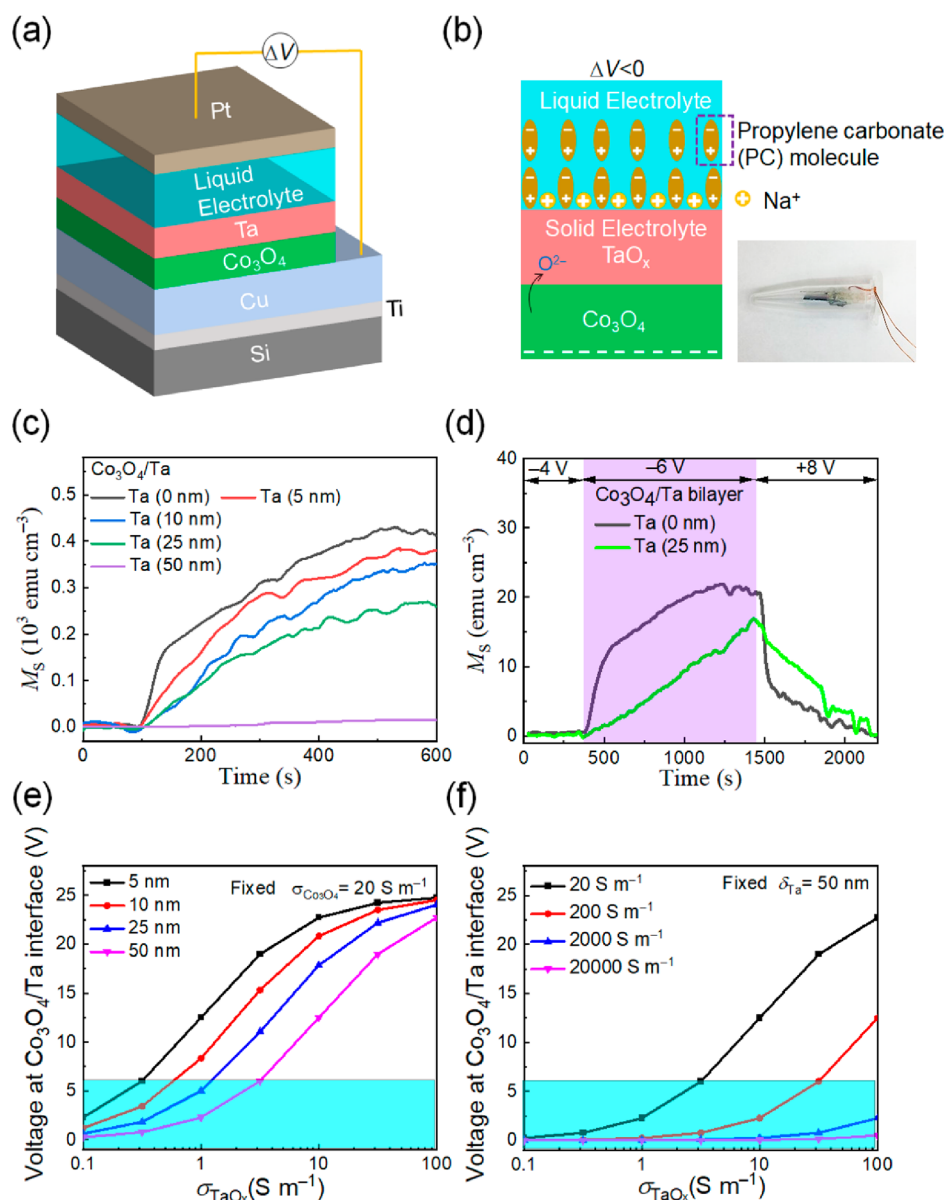 (a)
ΔV
Pt
Liquid
Electrolyte
Ta
Co₃O₄
Cu
Ti
Si
(b)
ΔV<0
Liquid Electrolyte
Propylene carbonate
(PC) molecule
Na⁺
Solid Electrolyte
TaOₓ
O²⁻
Co₃O₄
(c)
Co₃O₄/Ta
Ta (0 nm) Ta (5 nm)
Ta (10 nm)
Ta (25 nm)
Ta (50 nm)
M_S (10³ emu cm⁻³)
0.5
0.4
0.3
0.2
0.1
0.0
0 200 400 600
Time (s)
(d)
−4 V −6 V +8 V
Co₃O₄/Ta bilayer
Ta (0 nm)
Ta (25 nm)
M_S (emu cm⁻³)
40
30
20
10
0
0 500 1000 1500 2000
Time (s)
(e)
Voltage at Co₃O₄/Ta interface (V)
5 nm
10 nm
25 nm
50 nm
Fixed σ_Co₃O₄= 20 S m⁻¹
25
20
15
10
5
0
0.1 1 10 100
σ_TaOₓ(S m⁻¹)
(f)
Voltage at Co₃O₄/Ta interface (V)
20 S m⁻¹
200 S m⁻¹
2000 S m⁻¹
20000 S m⁻¹
Fixed δ_Ta= 50 nm
25
20
15
10
5
0
0.1 1 10 100
σ_TaOₓ(S m⁻¹)